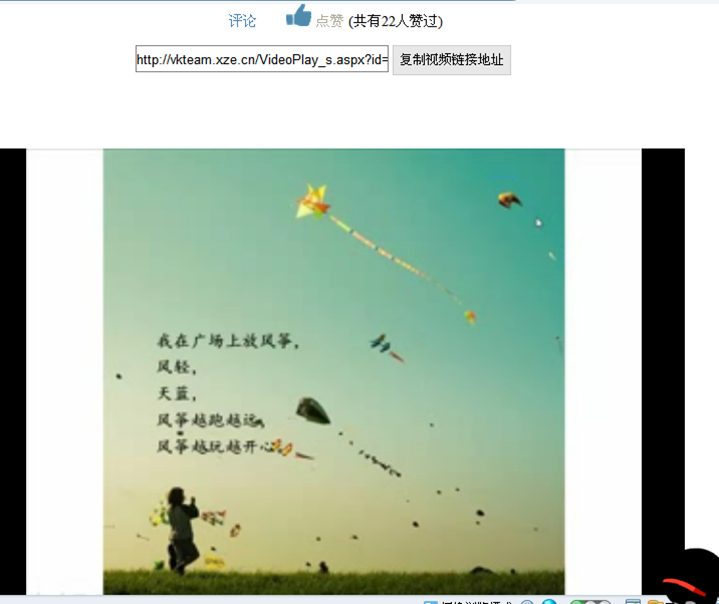 评论 点赞 (共有22人赞过)
http://vkteam.xze.cn/VideoPlay_s.aspx?id= 复制视频链接地址
我在广场上放风筝，
风轻，
天蓝，
风筝越跑越远，
风筝越玩越开心